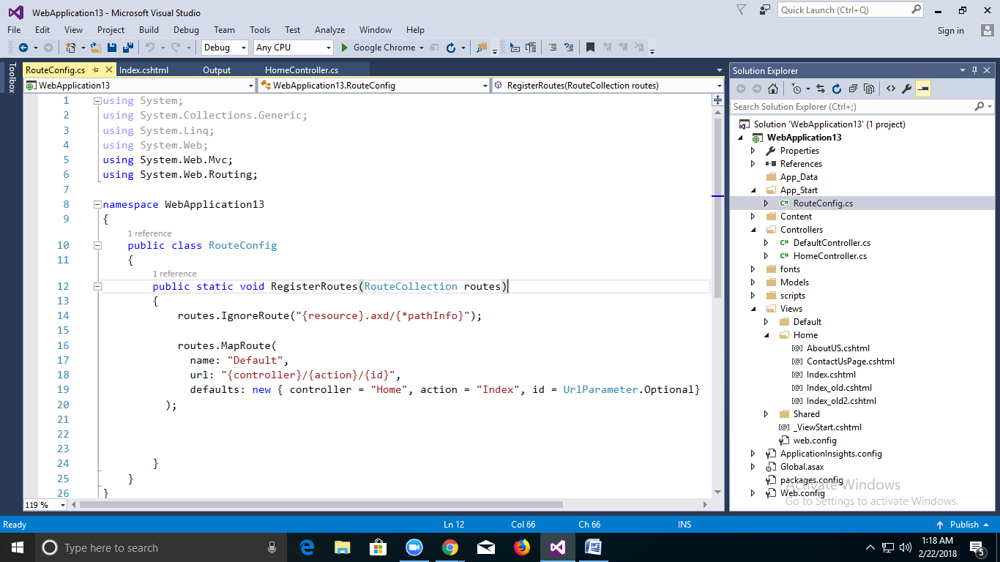 WebApplication13 - Microsoft Visual Studio
Quick Launch (Ctrl+Q)
File Edit View Project Build Debug Team Tools Test Analyze Window Help
Sign in
Debug Any CPU Google Chrome
Toolbox
RouteConfig.cs Index.cshtml Output HomeController.cs
WebApplication13 WebApplication13.RouteConfig RegisterRoutes(RouteCollection routes)
1 using System;
2 using System.Collections.Generic;
3 using System.Linq;
4 using System.Web;
5 using System.Web.Mvc;
6 using System.Web.Routing;
7
8 namespace WebApplication13
9 {
1 reference
10 public class RouteConfig
11 {
1 reference
12 public static void RegisterRoutes(RouteCollection routes)
13 {
14 routes.IgnoreRoute("{resource}.axd/{*pathInfo}");
15
16 routes.MapRoute(
17 name: "Default",
18 url: "{controller}/{action}/{id}",
19 defaults: new { controller = "Home", action = "Index", id = UrlParameter.Optional}
20 );
21
22
23
24 }
25 }
26 }
119 %
Solution Explorer
Search Solution Explorer (Ctrl+;)
Solution 'WebApplication13' (1 project)
WebApplication13
Properties
References
App_Data
App_Start
C# RouteConfig.cs
Content
Controllers
C# DefaultController.cs
C# HomeController.cs
fonts
Models
scripts
Views
Default
Home
[@] AboutUS.cshtml
[@] ContactUsPage.cshtml
[@] Index.cshtml
[@] Index_old.cshtml
[@] Index_old2.cshtml
Shared
[@] _ViewStart.cshtml
web.config
ApplicationInsights.config
Global.asax
packages.config
Web.config
Activate Windows
Go to Settings to activate Windows.
Ready Ln 12 Col 66 Ch 66 INS Publish
Type here to search
1:18 AM
2/22/2018
5